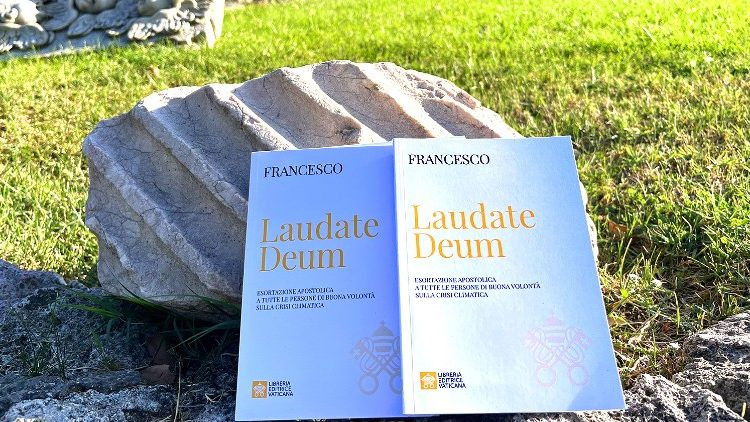 FRANCESCO
Laudate
Deum
ESORTAZIONE APOSTOLICA
A TUTTE LE PERSONE DI BUONA VOLONTÀ
SULLA CRISI CLIMATICA
LIBRERIA
EDITRICE
VATICANA
FRANCESCO
Laudate
Deum
ESORTAZIONE APOSTOLICA
A TUTTE LE PERSONE DI BUONA VOLONTÀ
SULLA CRISI CLIMATICA
LIBRERIA
EDITRICE
VATICANA